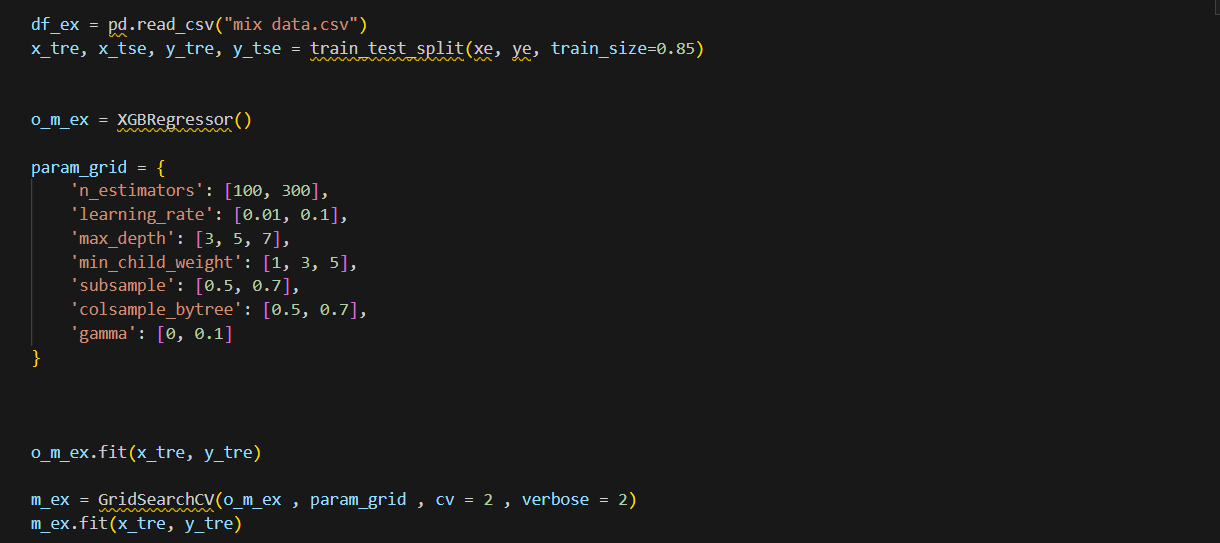 df_ex = pd.read_csv("mix data.csv")
x_tre, x_tse, y_tre, y_tse = train_test_split(xe, ye, train_size=0.85)
o_m_ex = XGBRegressor()
param_grid = {
    'n_estimators': [100, 300],
    'learning_rate': [0.01, 0.1],
    'max_depth': [3, 5, 7],
    'min_child_weight': [1, 3, 5],
    'subsample': [0.5, 0.7],
    'colsample_bytree': [0.5, 0.7],
    'gamma': [0, 0.1]
}
o_m_ex.fit(x_tre, y_tre)
m_ex = GridSearchCV(o_m_ex , param_grid , cv = 2 , verbose = 2)
m_ex.fit(x_tre, y_tre)